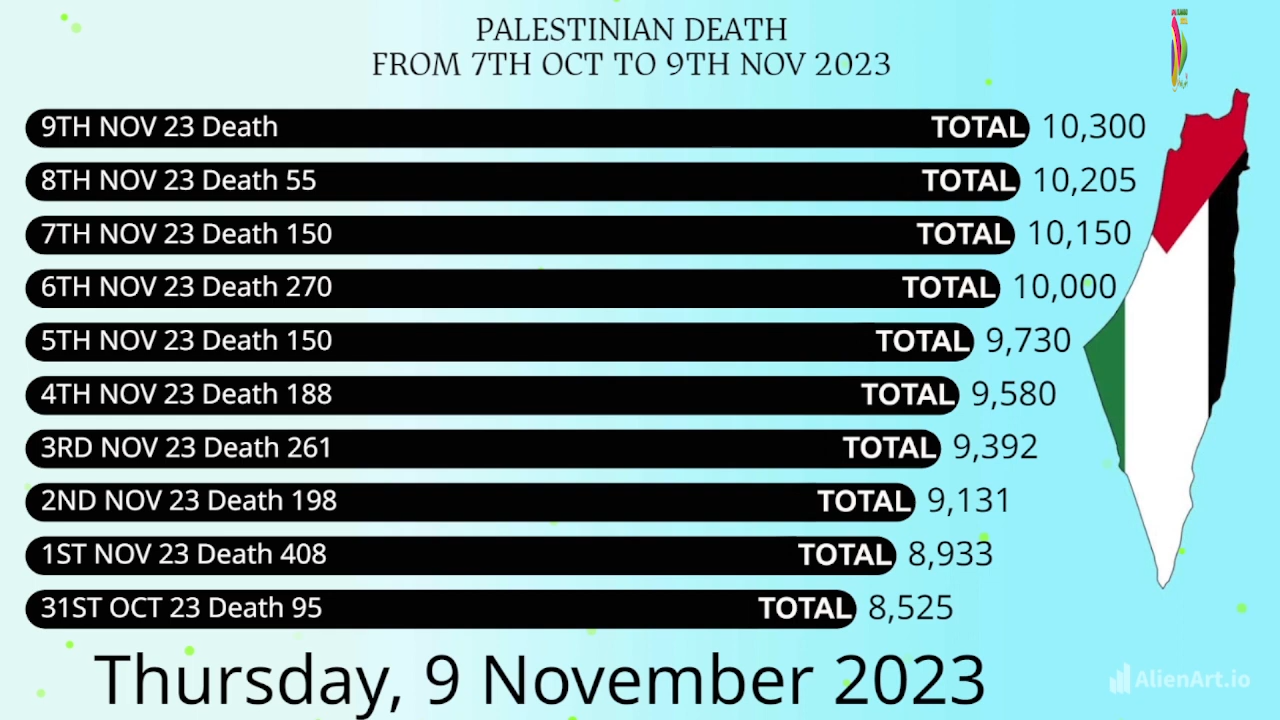 PALESTINIAN DEATH
FROM 7TH OCT TO 9TH NOV 2023
9TH NOV 23 Death TOTAL 10,300
8TH NOV 23 Death 55 TOTAL 10,205
7TH NOV 23 Death 150 TOTAL 10,150
6TH NOV 23 Death 270 TOTAL 10,000
5TH NOV 23 Death 150 TOTAL 9,730
4TH NOV 23 Death 188 TOTAL 9,580
3RD NOV 23 Death 261 TOTAL 9,392
2ND NOV 23 Death 198 TOTAL 9,131
1ST NOV 23 Death 408 TOTAL 8,933
31ST OCT 23 Death 95 TOTAL 8,525
Thursday, 9 November 2023
AlienArt.io